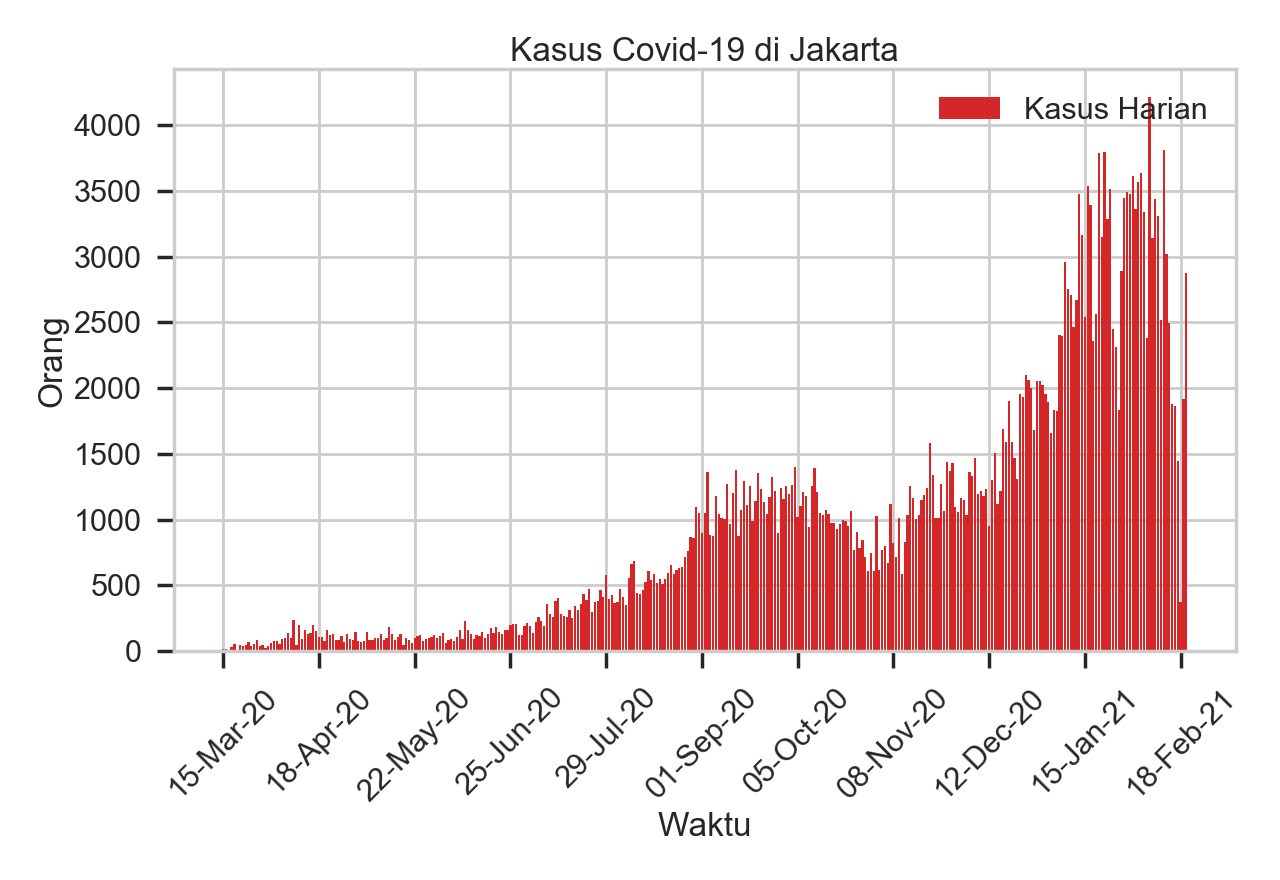 Kasus Covid-19 di Jakarta
Kasus Harian
4000
3500
3000
2500
2000
1500
1000
500
0
Orang
15-Mar-20
18-Apr-20
22-May-20
25-Jun-20
29-Jul-20
01-Sep-20
05-Oct-20
08-Nov-20
12-Dec-20
15-Jan-21
18-Feb-21
Waktu